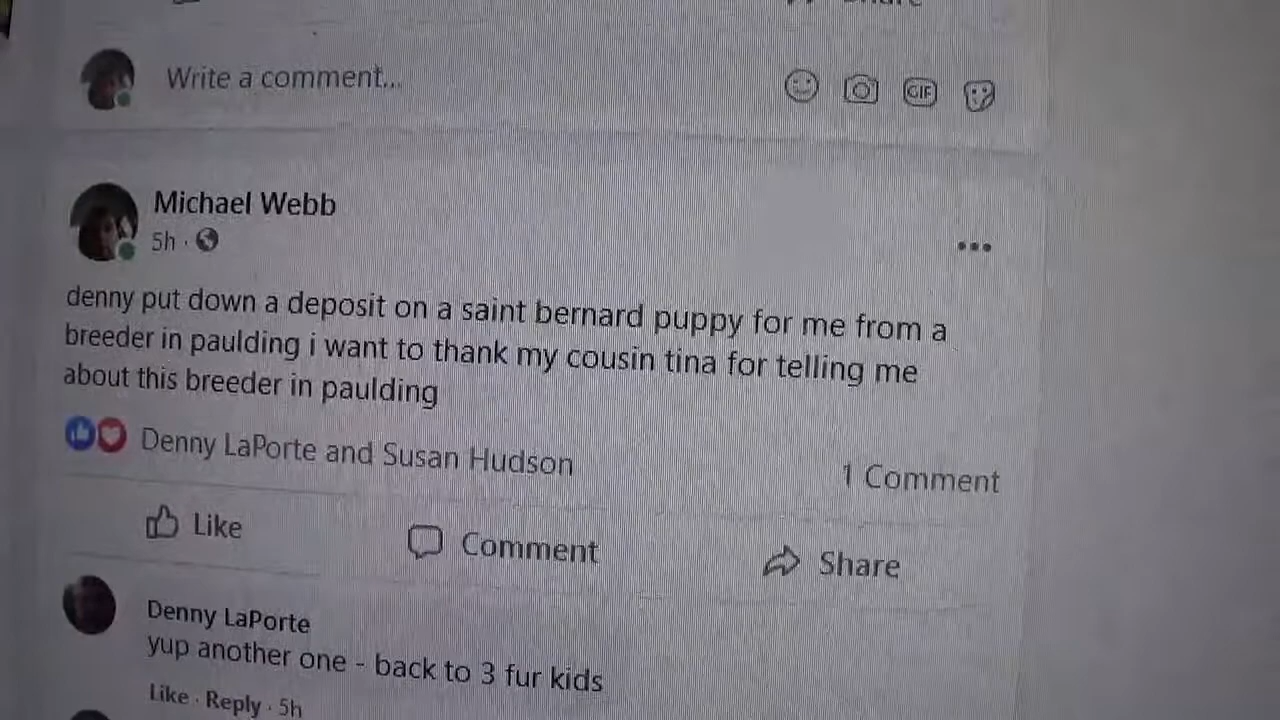 Write a comment...
GIF
Michael Webb
5h ·
denny put down a deposit on a saint bernard puppy for me from a
breeder in paulding i want to thank my cousin tina for telling me
about this breeder in paulding
Denny LaPorte and Susan Hudson
1 Comment
Like
Comment
Share
Denny LaPorte
yup another one - back to 3 fur kids
Like · Reply · 5h